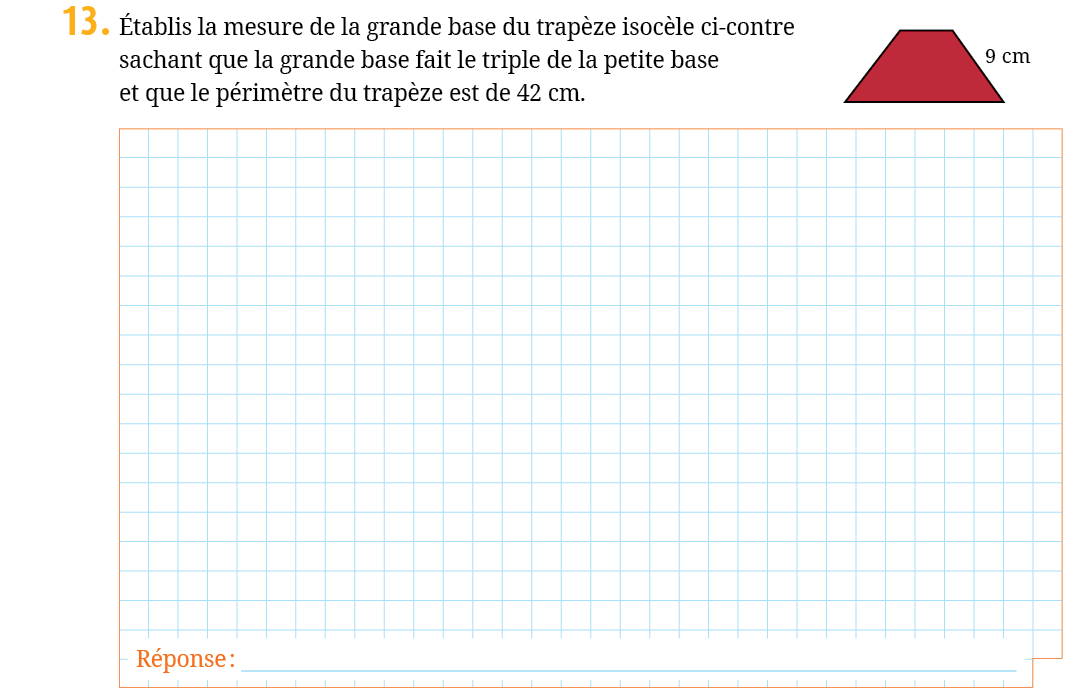 13. Établis la mesure de la grande base du trapèze isocèle ci-contre
sachant que la grande base fait le triple de la petite base
et que le périmètre du trapèze est de 42 cm.
9 cm
Réponse :